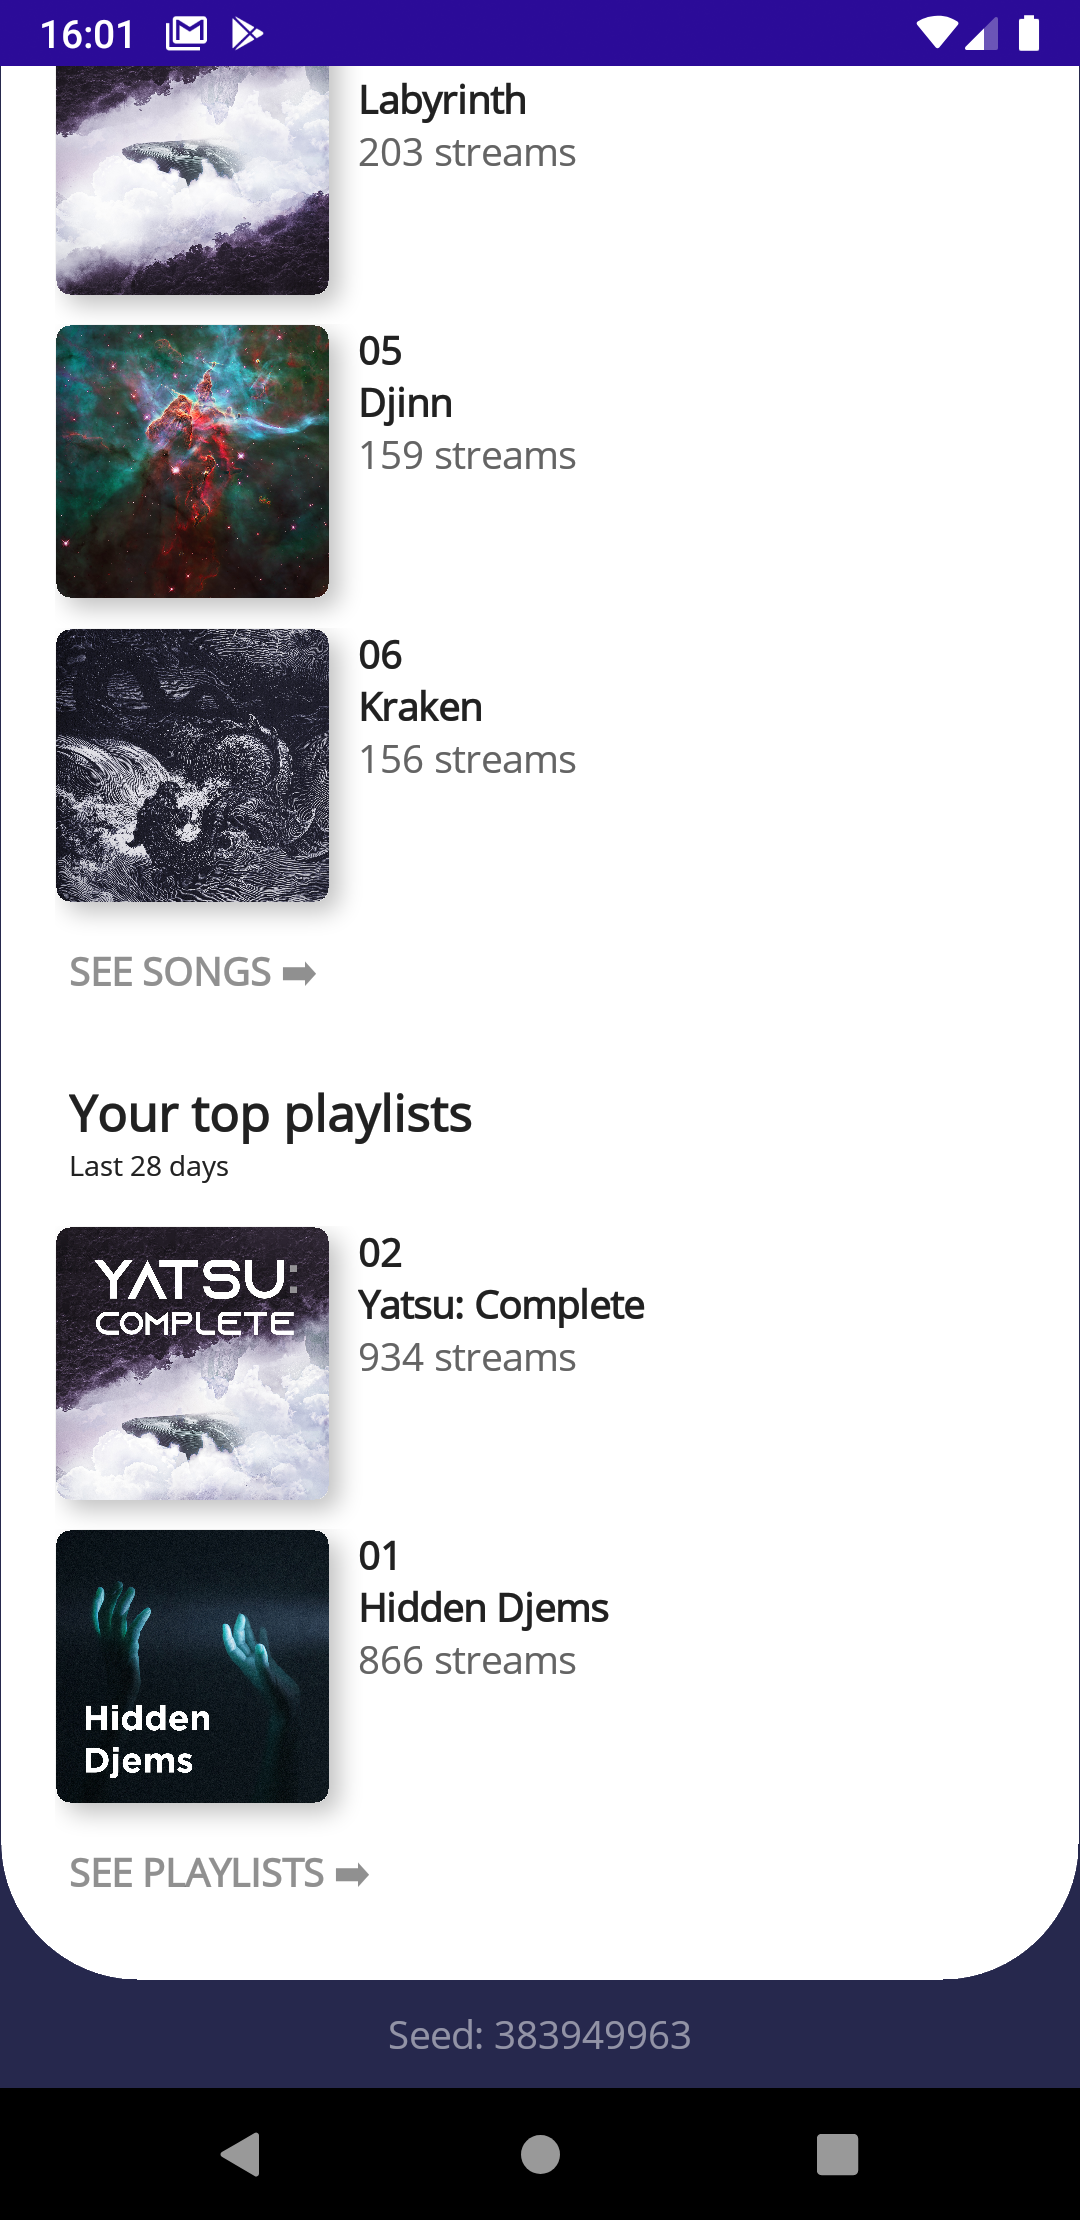 16:01
Labyrinth
203 streams
05
Djinn
159 streams
06
Kraken
156 streams
SEE SONGS ➡
Your top playlists
Last 28 days
YATSU:
COMPLETE
02
Yatsu: Complete
934 streams
01
Hidden Djems
866 streams
Hidden
Djems
SEE PLAYLISTS ➡
Seed: 383949963